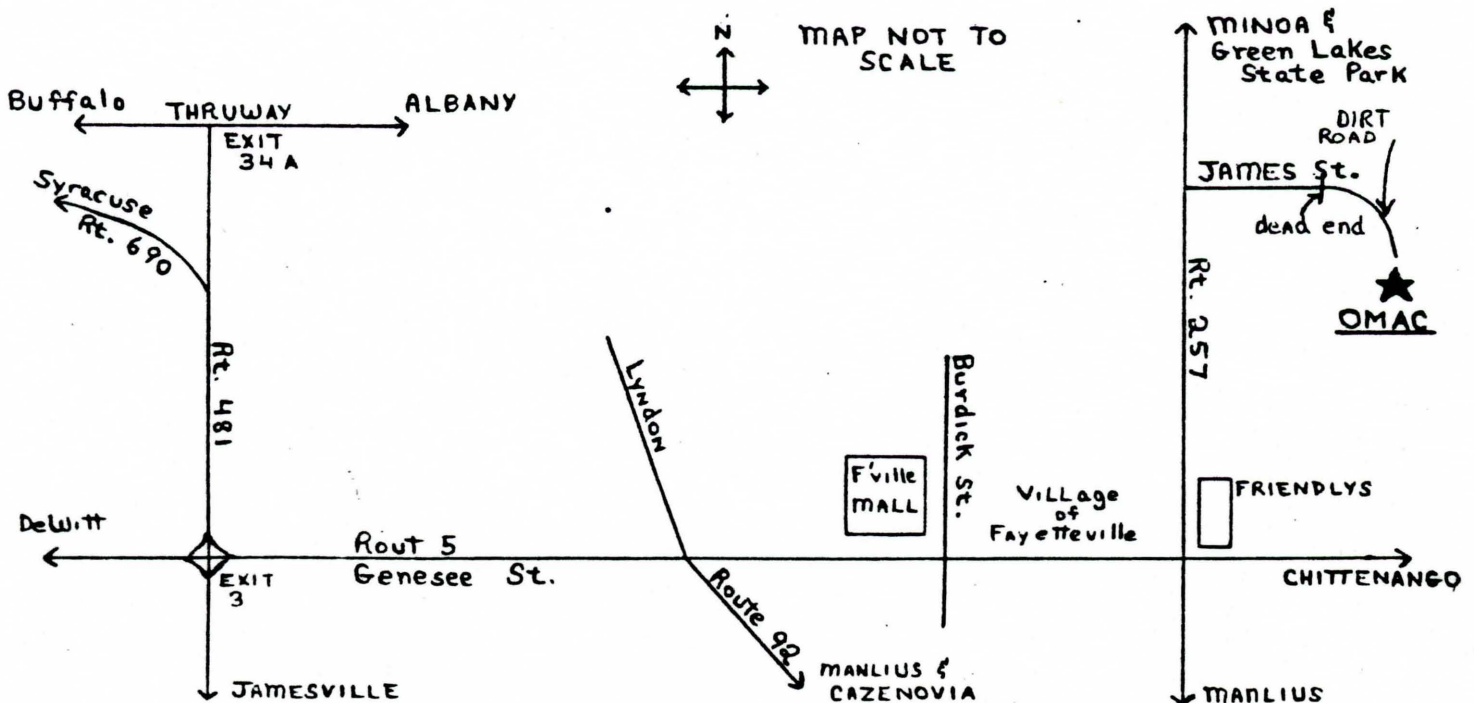 N
MAP NOT TO
SCALE
MINOA &
Green Lakes
State Park
Buffalo
THRUWAY
ALBANY
EXIT
34 A
DIRT
ROAD
Syracuse
Rt. 690
JAMES St.
dead end
OMAC
Rt. 257
Rt. 481
Lyndon
Burdick St.
F'ville
MALL
Village
of
Fayetteville
FRIENDLYS
DeWitt
Rout 5
Genesee St.
EXIT
3
CHITTENANGO
Route 92
JAMESVILLE
MANLIUS &
CAZENOVIA
MANLIUS